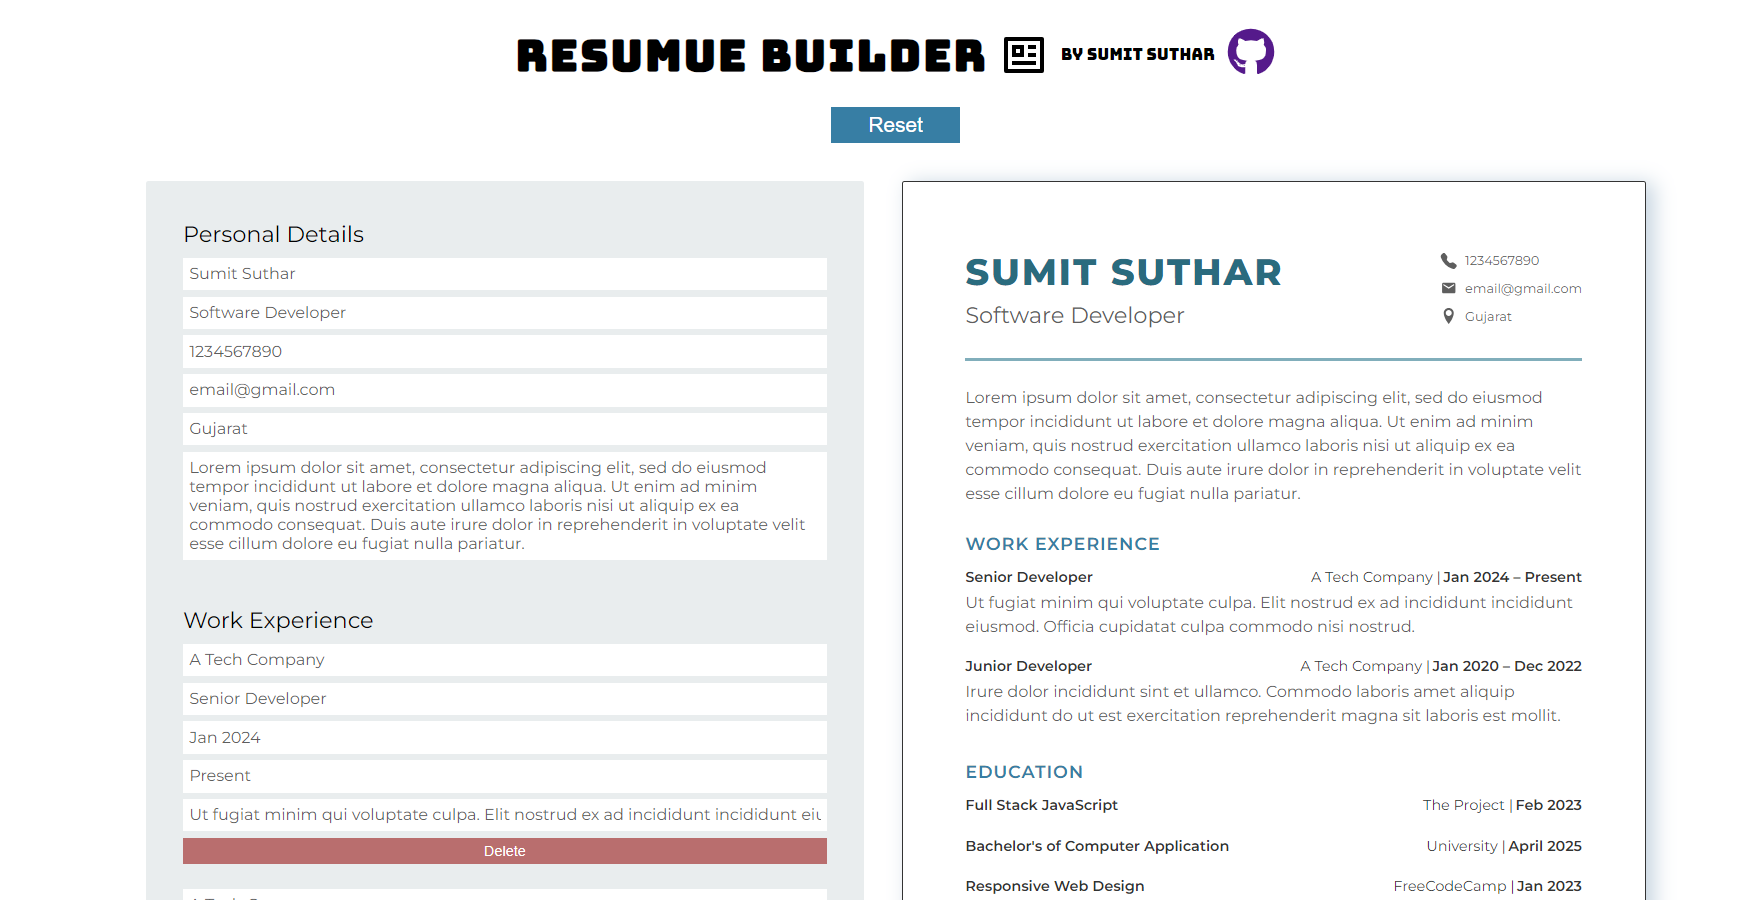 RESUMUE BUILDER BY SUMIT SUTHAR
Reset
Personal Details
Sumit Suthar
Software Developer
1234567890
email@gmail.com
Gujarat
Lorem ipsum dolor sit amet, consectetur adipiscing elit, sed do eiusmod
tempor incididunt ut labore et dolore magna aliqua. Ut enim ad minim
veniam, quis nostrud exercitation ullamco laboris nisi ut aliquip ex ea
commodo consequat. Duis aute irure dolor in reprehenderit in voluptate velit
esse cillum dolore eu fugiat nulla pariatur.
Work Experience
A Tech Company
Senior Developer
Jan 2024
Present
Ut fugiat minim qui voluptate culpa. Elit nostrud ex ad incididunt incididunt
Delete
SUMIT SUTHAR
Software Developer
1234567890
email@gmail.com
Gujarat
Lorem ipsum dolor sit amet, consectetur adipiscing elit, sed do eiusmod
tempor incididunt ut labore et dolore magna aliqua. Ut enim ad minim
veniam, quis nostrud exercitation ullamco laboris nisi ut aliquip ex ea
commodo consequat. Duis aute irure dolor in reprehenderit in voluptate velit
esse cillum dolore eu fugiat nulla pariatur.
WORK EXPERIENCE
Senior Developer A Tech Company | Jan 2024 – Present
Ut fugiat minim qui voluptate culpa. Elit nostrud ex ad incididunt incididunt
eiusmod. Officia cupidatat culpa commodo nisi nostrud.
Junior Developer A Tech Company | Jan 2020 – Dec 2022
Irure dolor incididunt sint et ullamco. Commodo laboris amet aliquip
incididunt do ut est exercitation reprehenderit magna sit laboris est mollit.
EDUCATION
Full Stack JavaScript The Project | Feb 2023
Bachelor's of Computer Application University | April 2025
Responsive Web Design FreeCodeCamp | Jan 2023